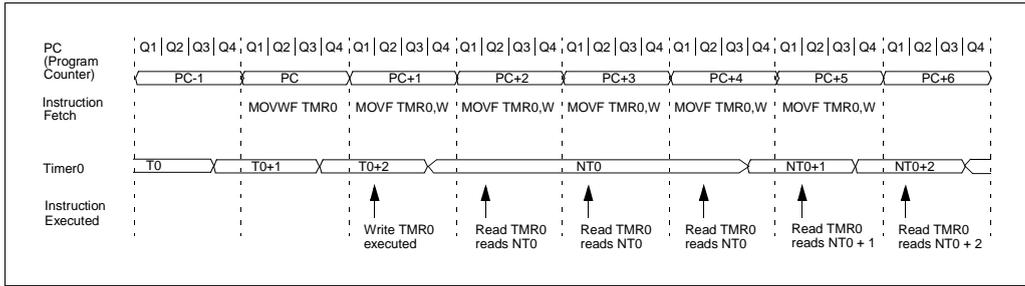 PC
(Program
Counter)
Q1 Q2 Q3 Q4 Q1 Q2 Q3 Q4 Q1 Q2 Q3 Q4 Q1 Q2 Q3 Q4 Q1 Q2 Q3 Q4 Q1 Q2 Q3 Q4 Q1 Q2 Q3 Q4 Q1 Q2 Q3 Q4
PC-1 PC PC+1 PC+2 PC+3 PC+4 PC+5 PC+6
Instruction
Fetch
MOVWF TMR0 MOVF TMR0,W MOVF TMR0,W MOVF TMR0,W MOVF TMR0,W MOVF TMR0,W
Timer0
T0 T0+1 T0+2 NT0 NT0+1 NT0+2
Instruction
Executed
Write TMR0
executed
Read TMR0
reads NT0
Read TMR0
reads NT0
Read TMR0
reads NT0
Read TMR0
reads NT0 + 1
Read TMR0
reads NT0 + 2